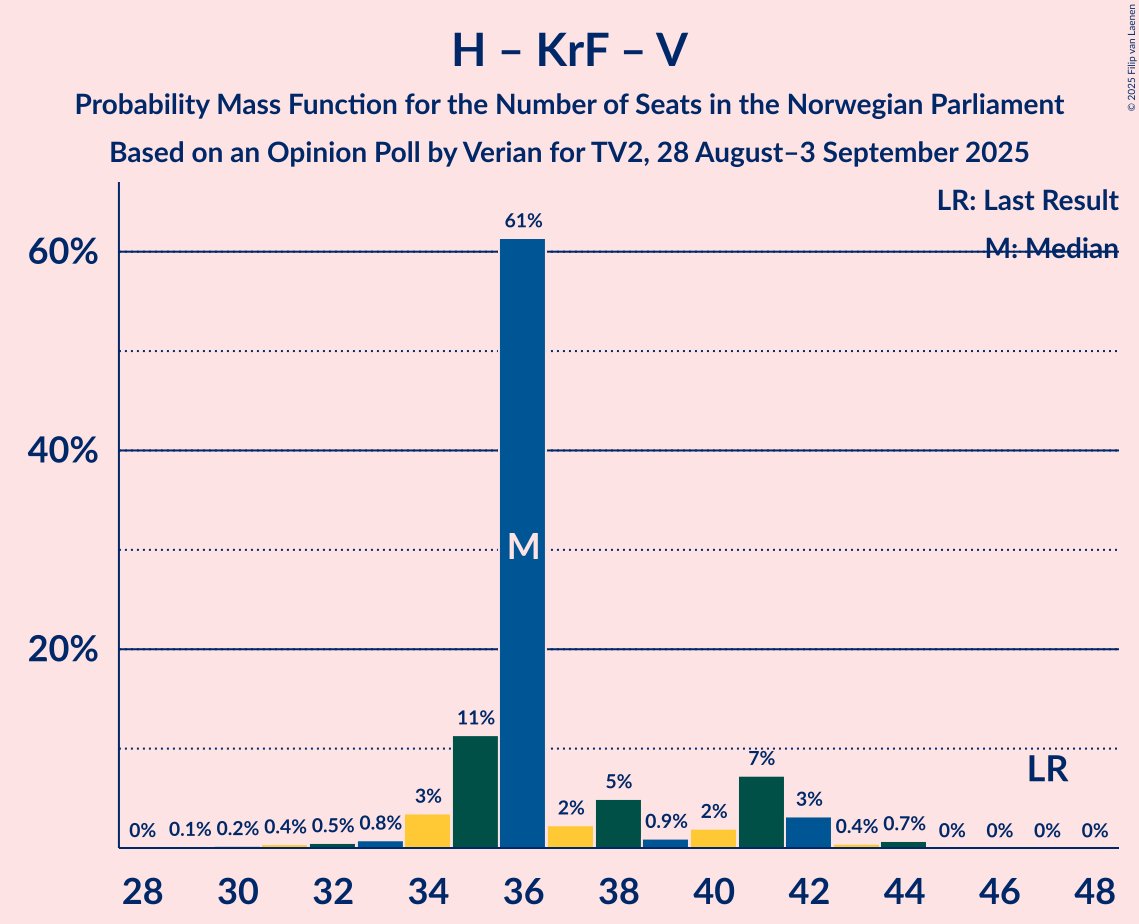 H – KrF – V
Probability Mass Function for the Number of Seats in the Norwegian Parliament
Based on an Opinion Poll by Verian for TV2, 28 August–3 September 2025
© 2025 Filip van Laenen
LR: Last Result
M: Median
60%
40%
20%
0% 0.1% 0.2% 0.4% 0.5% 0.8% 3% 11% 61% 2% 5% 0.9% 2% 7% 3% 0.4% 0.7% 0% 0% 0% 0%
M
LR
28 30 32 34 36 38 40 42 44 46 48